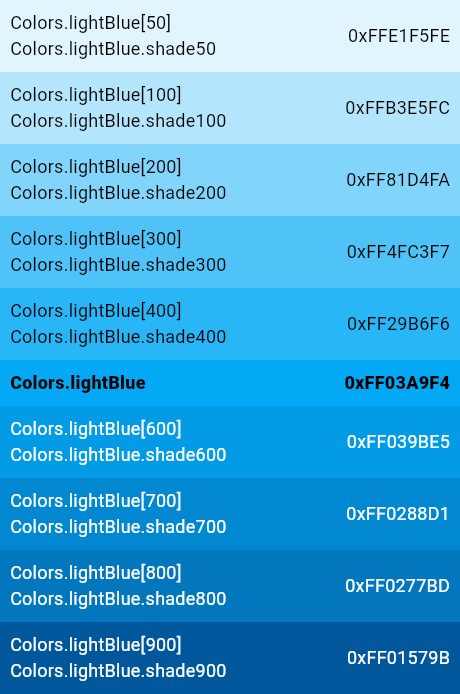 Colors.lightBlue[50]
Colors.lightBlue.shade50
0xFFE1F5FE
Colors.lightBlue[100]
Colors.lightBlue.shade100
0xFFB3E5FC
Colors.lightBlue[200]
Colors.lightBlue.shade200
0xFF81D4FA
Colors.lightBlue[300]
Colors.lightBlue.shade300
0xFF4FC3F7
Colors.lightBlue[400]
Colors.lightBlue.shade400
0xFF29B6F6
Colors.lightBlue
0xFF03A9F4
Colors.lightBlue[600]
Colors.lightBlue.shade600
0xFF039BE5
Colors.lightBlue[700]
Colors.lightBlue.shade700
0xFF0288D1
Colors.lightBlue[800]
Colors.lightBlue.shade800
0xFF0277BD
Colors.lightBlue[900]
Colors.lightBlue.shade900
0xFF01579B